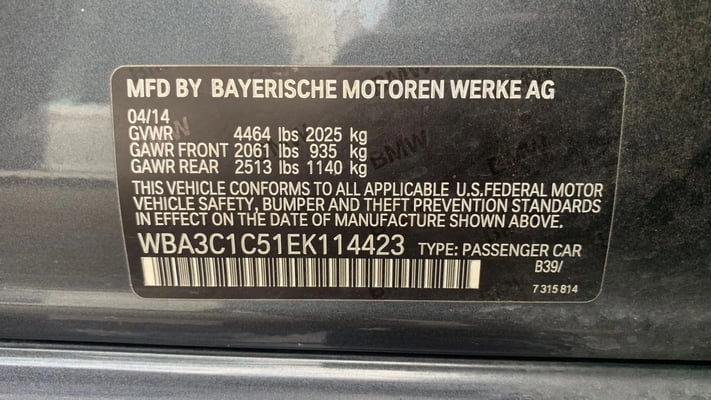 MFD BY BAYERISCHE MOTOREN WERKE AG
04/14
GVWR 4464 lbs 2025 kg
GAWR FRONT 2061 lbs 935 kg
GAWR REAR 2513 lbs 1140 kg
THIS VEHICLE CONFORMS TO ALL APPLICABLE U.S.FEDERAL MOTOR
VEHICLE SAFETY, BUMPER AND THEFT PREVENTION STANDARDS
IN EFFECT ON THE DATE OF MANUFACTURE SHOWN ABOVE.
WBA3C1C51EK114423 TYPE: PASSENGER CAR
B39/
7 315 814